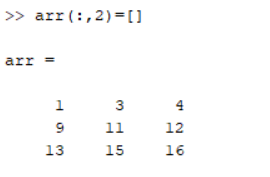 >> arr(:,2)=[]
arr =
1 3 4
9 11 12
13 15 16